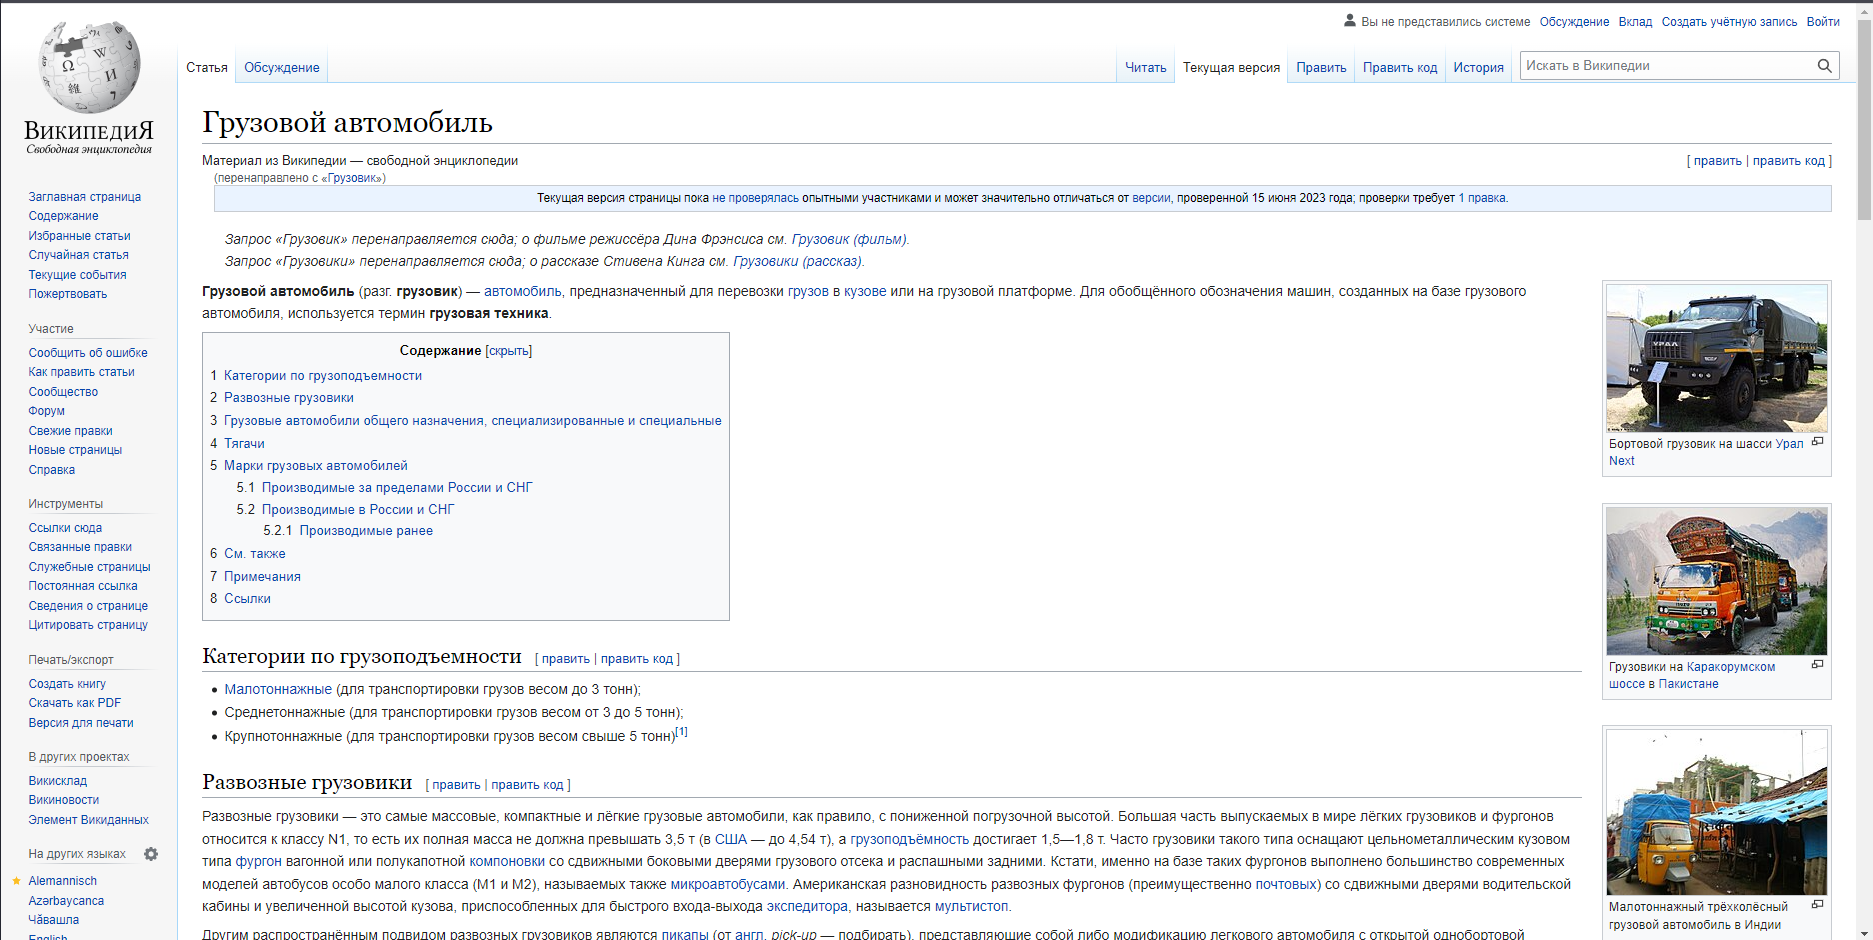 Вы не представились системе Обсуждение Вклад Создать учётную запись Войти
Статья Обсуждение Читать Текущая версия Править Править код История Искать в Википедии
ВИКИПЕДИЯ
Свободная энциклопедия
Заглавная страница
Содержание
Избранные статьи
Случайная статья
Текущие события
Пожертвовать
Участие
Сообщить об ошибке
Как править статьи
Сообщество
Форум
Свежие правки
Новые страницы
Справка
Инструменты
Ссылки сюда
Связанные правки
Служебные страницы
Постоянная ссылка
Сведения о странице
Цитировать страницу
Печать/экспорт
Создать книгу
Скачать как PDF
Версия для печати
В других проектах
Викисклад
Викиновости
Элемент Викиданных
На других языках
Alemannisch
Azərbaycanca
Чӑвашла
English
Грузовой автомобиль
Материал из Википедии — свободной энциклопедии [ править | править код ]
(перенаправлено с «Грузовик»)
Текущая версия страницы пока не проверялась опытными участниками и может значительно отличаться от версии, проверенной 15 июня 2023 года; проверки требует 1 правка.
Запрос «Грузовик» перенаправляется сюда; о фильме режиссёра Дина Фрэнсиса см. Грузовик (фильм).
Запрос «Грузовики» перенаправляется сюда; о рассказе Стивена Кинга см. Грузовики (рассказ).
Грузовой автомобиль (разг. грузовик) — автомобиль, предназначенный для перевозки грузов в кузове или на грузовой платформе. Для обобщённого обозначения машин, созданных на базе грузового
автомобиля, используется термин грузовая техника.
Содержание [скрыть]
1 Категории по грузоподъемности
2 Развозные грузовики
3 Грузовые автомобили общего назначения, специализированные и специальные
4 Тягачи
5 Марки грузовых автомобилей
5.1 Производимые за пределами России и СНГ
5.2 Производимые в России и СНГ
5.2.1 Производимые ранее
6 См. также
7 Примечания
8 Ссылки
Категории по грузоподъемности [ править | править код ]
Малотоннажные (для транспортировки грузов весом до 3 тонн);
Среднетоннажные (для транспортировки грузов весом от 3 до 5 тонн);
Крупнотоннажные (для транспортировки грузов весом свыше 5 тонн)[1]
Развозные грузовики [ править | править код ]
Развозные грузовики — это самые массовые, компактные и лёгкие грузовые автомобили, как правило, с пониженной погрузочной высотой. Большая часть выпускаемых в мире лёгких грузовиков и фургонов
относится к классу N1, то есть их полная масса не должна превышать 3,5 т (в США — до 4,54 т), а грузоподъёмность достигает 1,5—1,8 т. Часто грузовики такого типа оснащают цельнометаллическим кузовом
типа фургон вагонной или полукапотной компоновки со сдвижными боковыми дверями грузового отсека и распашными задними. Кстати, именно на базе таких фургонов выполнено большинство современных
моделей автобусов особо малого класса (M1 и M2), называемых также микроавтобусами. Американская разновидность развозных фургонов (преимущественно почтовых) со сдвижными дверями водительской
кабины и увеличенной высотой кузова, приспособленных для быстрого входа-выхода экспедитора, называется мультистоп.
Другим распространённым подвидом развозных грузовиков являются пикапы (от англ. pick-up — подбирать), представляющие собой либо модификацию легкового автомобиля с открытой однобортовой
УРАЛ
Бортовой грузовик на шасси Урал
Next
Грузовики на Каракорумском
шоссе в Пакистане
Малотоннажный трёхколёсный
грузовой автомобиль в Индии